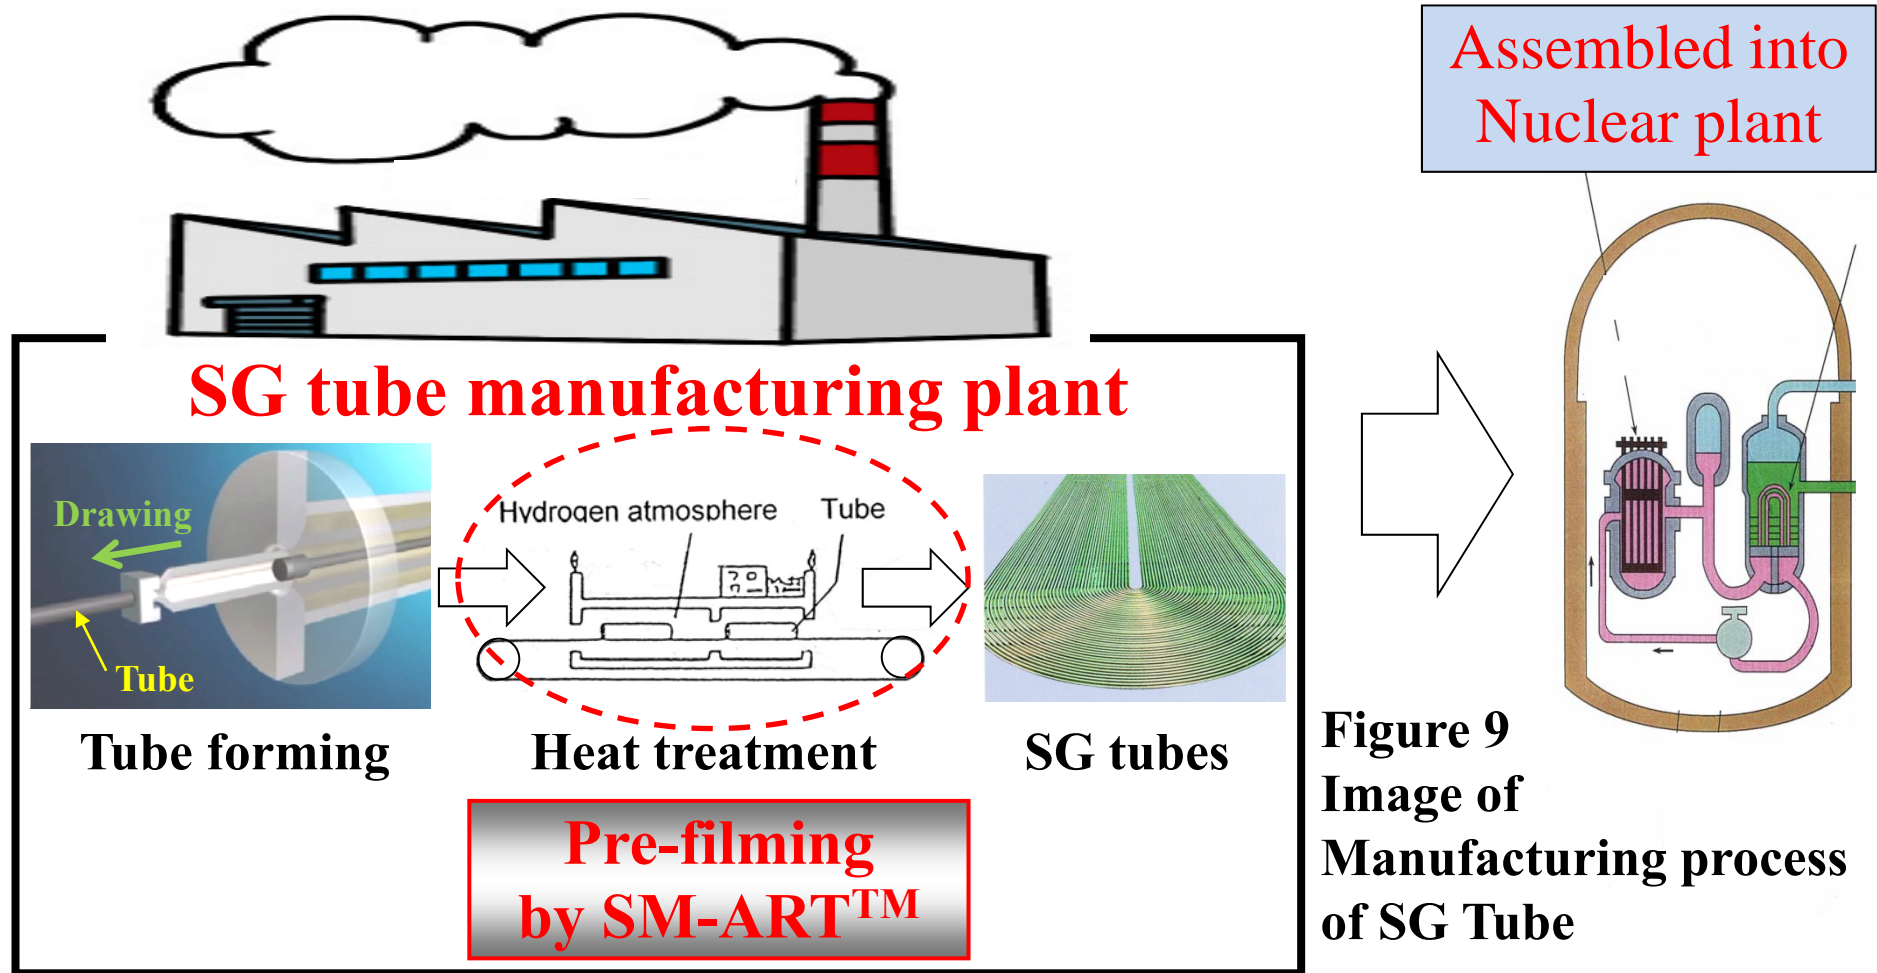 Assembled into
Nuclear plant
SG tube manufacturing plant
Drawing
Tube
Hydrogen atmosphere
Tube
Tube forming
Heat treatment
SG tubes
Pre-filming
by SM-ART™
Figure 9
Image of
Manufacturing process
of SG Tube